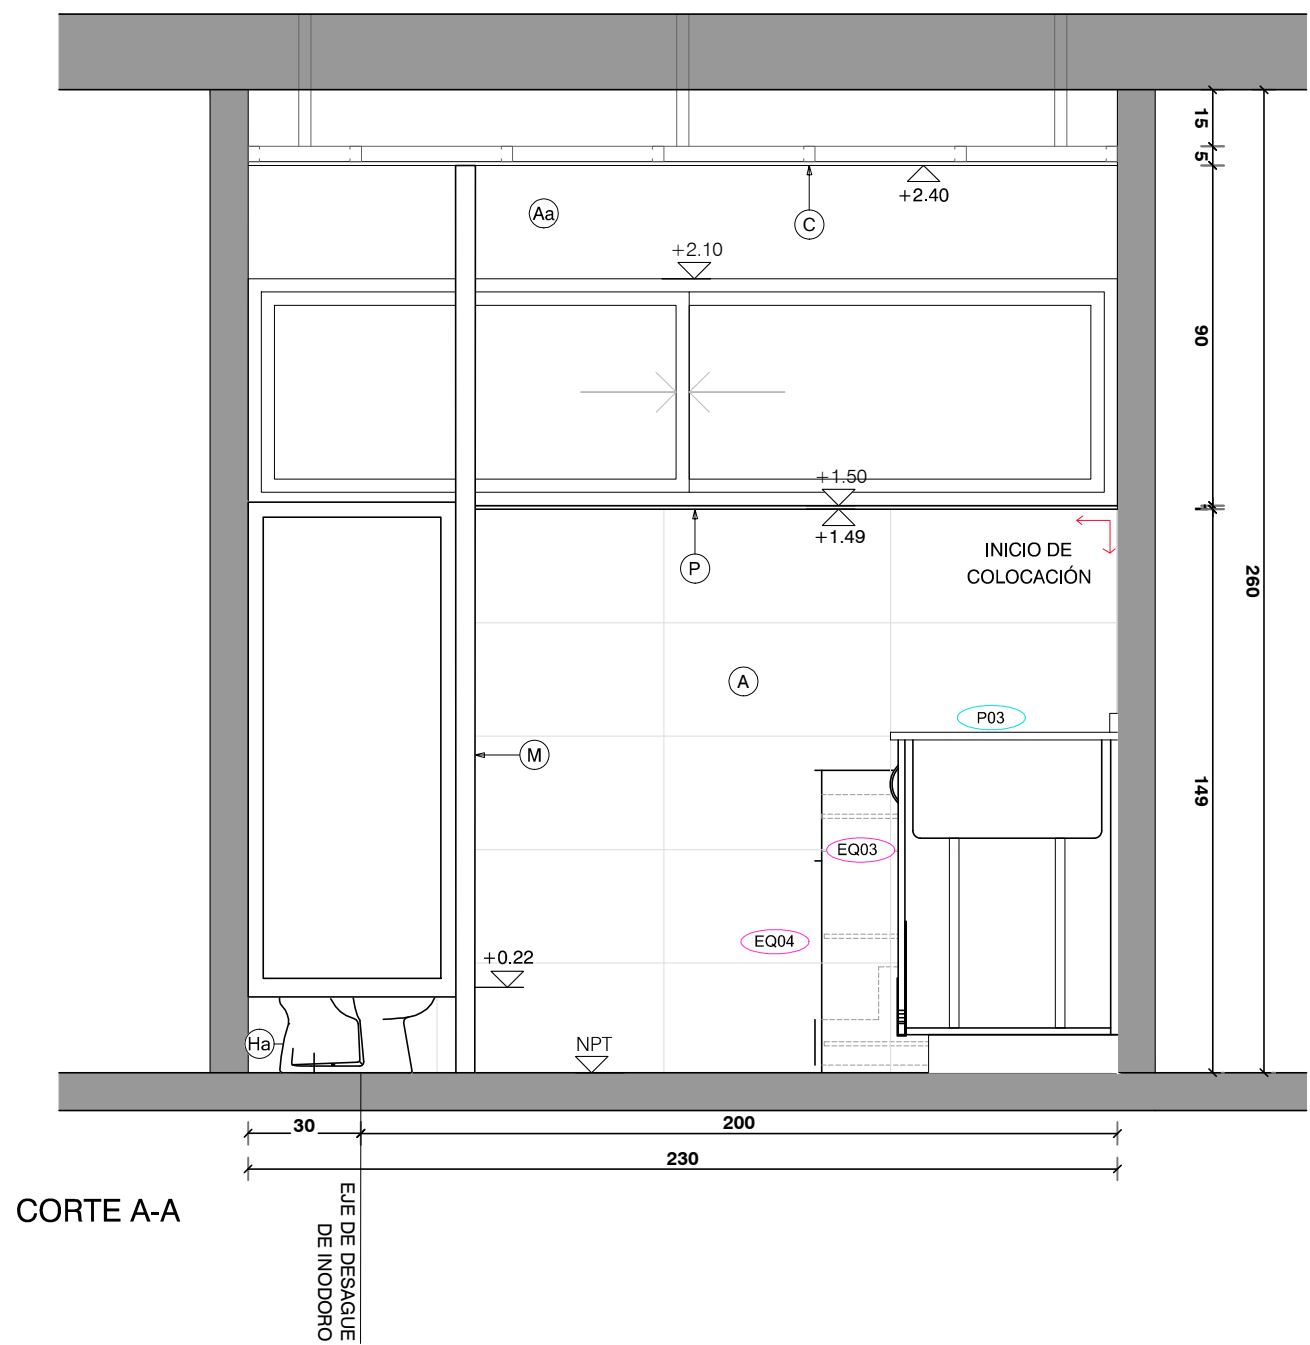 15
5
+2.40
Aa
C
+2.10
90
+1.50
+1.49
INICIO DE
COLOCACIÓN
P
260
A
P03
M
149
EQ03
EQ04
+0.22
Ha
NPT
30
200
230
CORTE A-A
EJE DE DESAGUE
DE INODORO